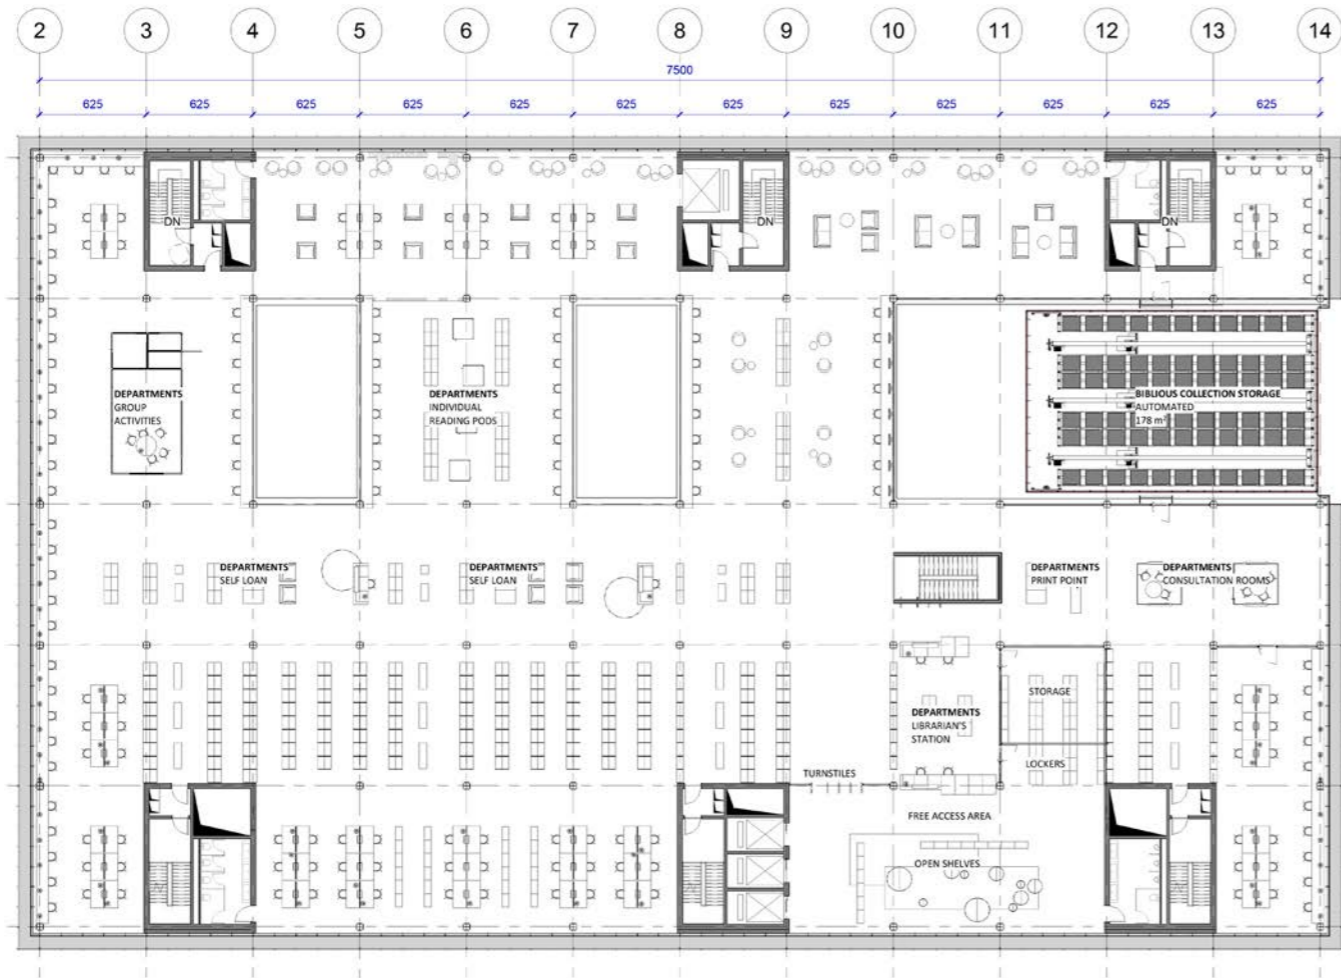 2 3 4 5 6 7 8 9 10 11 12 13 14
7500
625 625 625 625 625 625 625 625 625 625 625 625
DN
DN
DN
DEPARTMENTS
GROUP
ACTIVITIES
DEPARTMENTS
INDIVIDUAL
READING PODS
BIBLIOUS COLLECTION STORAGE
AUTOMATED
178 m²
DEPARTMENTS
SELF LOAN
DEPARTMENTS
SELF LOAN
DEPARTMENTS
PRINT POINT
DEPARTMENTS
CONSULTATION ROOMS
STORAGE
DEPARTMENTS
LIBRARIAN'S
STATION
LOCKERS
TURNSTILES
FREE ACCESS AREA
OPEN SHELVES